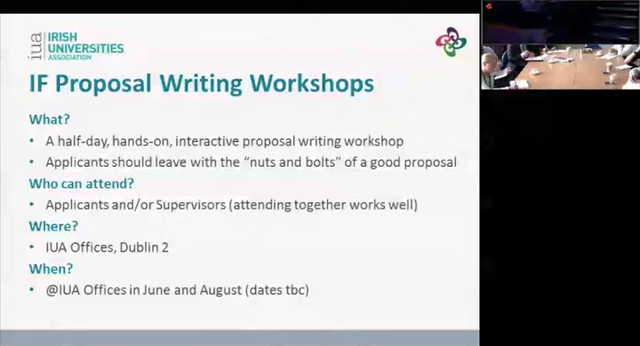 iua
IRISH
UNIVERSITIES
ASSOCIATION
IF Proposal Writing Workshops
What?
• A half-day, hands-on, interactive proposal writing workshop
• Applicants should leave with the “nuts and bolts” of a good proposal
Who can attend?
• Applicants and/or Supervisors (attending together works well)
Where?
• IUA Offices, Dublin 2
When?
• @IUA Offices in June and August (dates tbc)